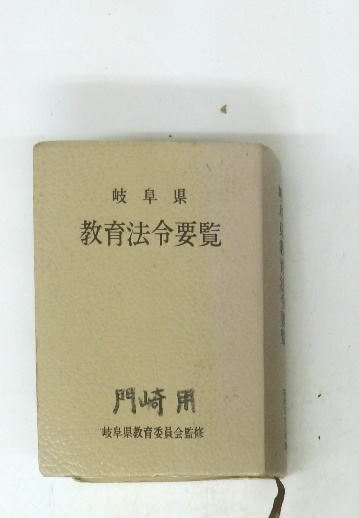 岐阜県
教育法令要覧
門崎用
岐阜県教育委員会監修